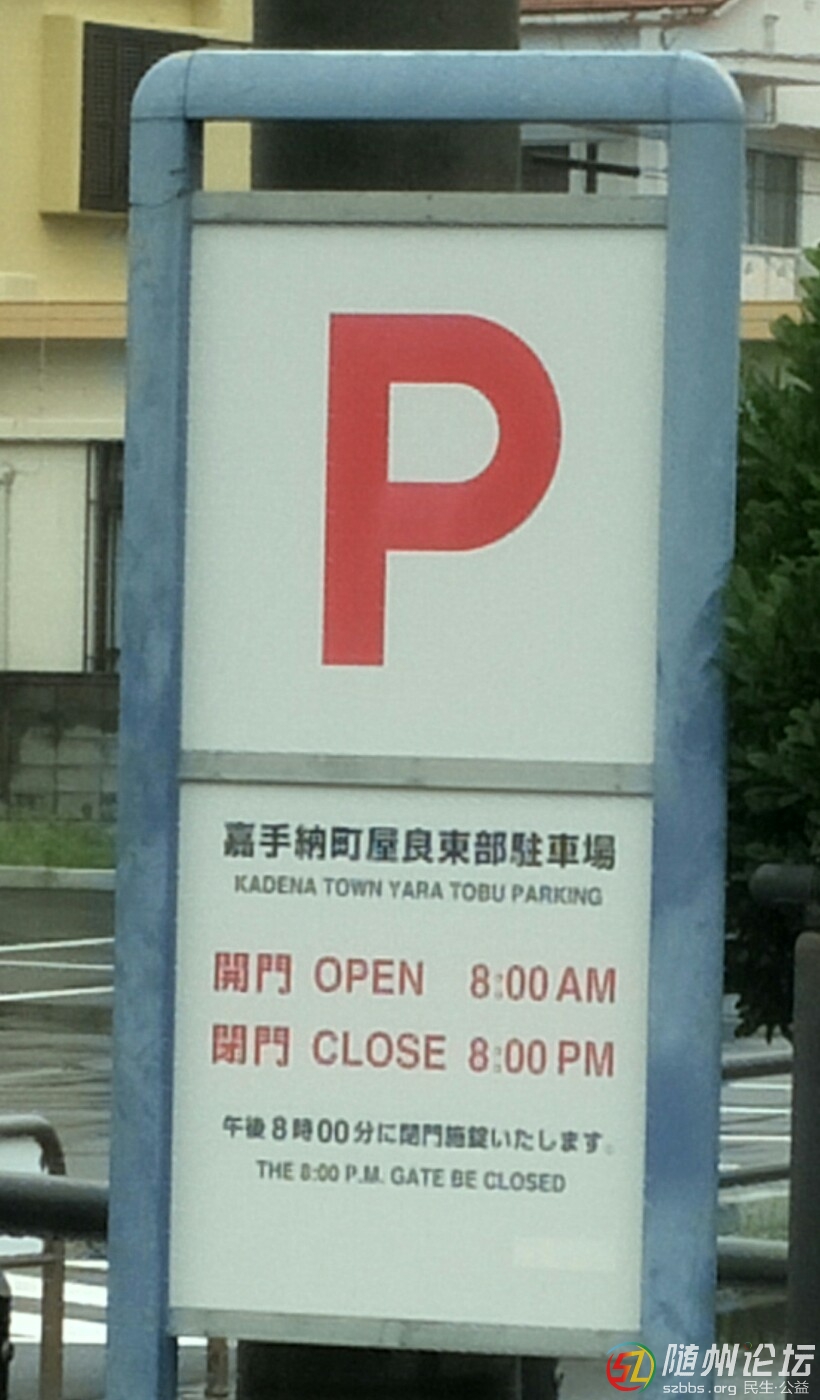 P
嘉手納町屋良東部駐車場
KADENA TOWN YARA TOBU PARKING
開門 OPEN 8:00 AM
閉門 CLOSE 8:00 PM
午後8時00分に閉門施錠いたします。
THE 8:00 P.M. GATE BE CLOSED
随州论坛
szbbs.org 民生·公益